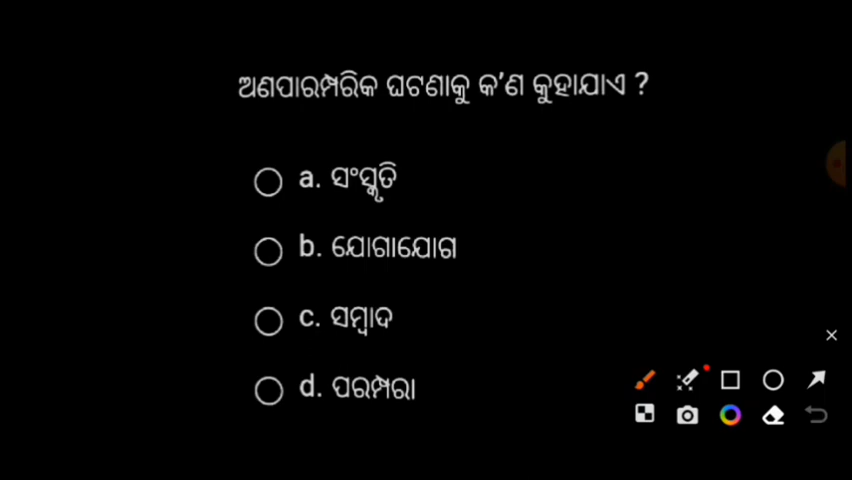 ଅଣପାରମ୍ପରିକ ଘଟଣାକୁ କ'ଣ କୁହାଯାଏ ?
a. ସଂସ୍କୃତି
b. ଯୋଗାଯୋଗ
c. ସମ୍ବାଦ
d. ପରମ୍ପରା